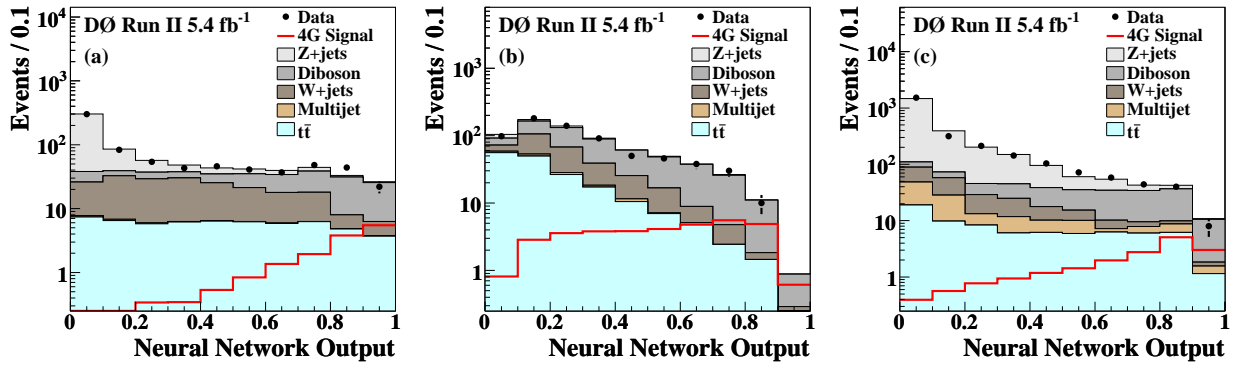 Events / 0.1
10⁴
10³
10²
10
1
DØ Run II 5.4 fb⁻¹
(a)
Data
4G Signal
Z+jets
Diboson
W+jets
Multijet
tt̄
0 0.2 0.4 0.6 0.8 1
Neural Network Output
Events / 0.1
10³
10²
10
1
DØ Run II 5.4 fb⁻¹
(b)
Data
4G Signal
Diboson
W+jets
Multijet
tt̄
0 0.2 0.4 0.6 0.8 1
Neural Network Output
Events / 0.1
10⁴
10³
10²
10
1
DØ Run II 5.4 fb⁻¹
(c)
Data
4G Signal
Z+jets
Diboson
W+jets
Multijet
tt̄
0 0.2 0.4 0.6 0.8 1
Neural Network Output